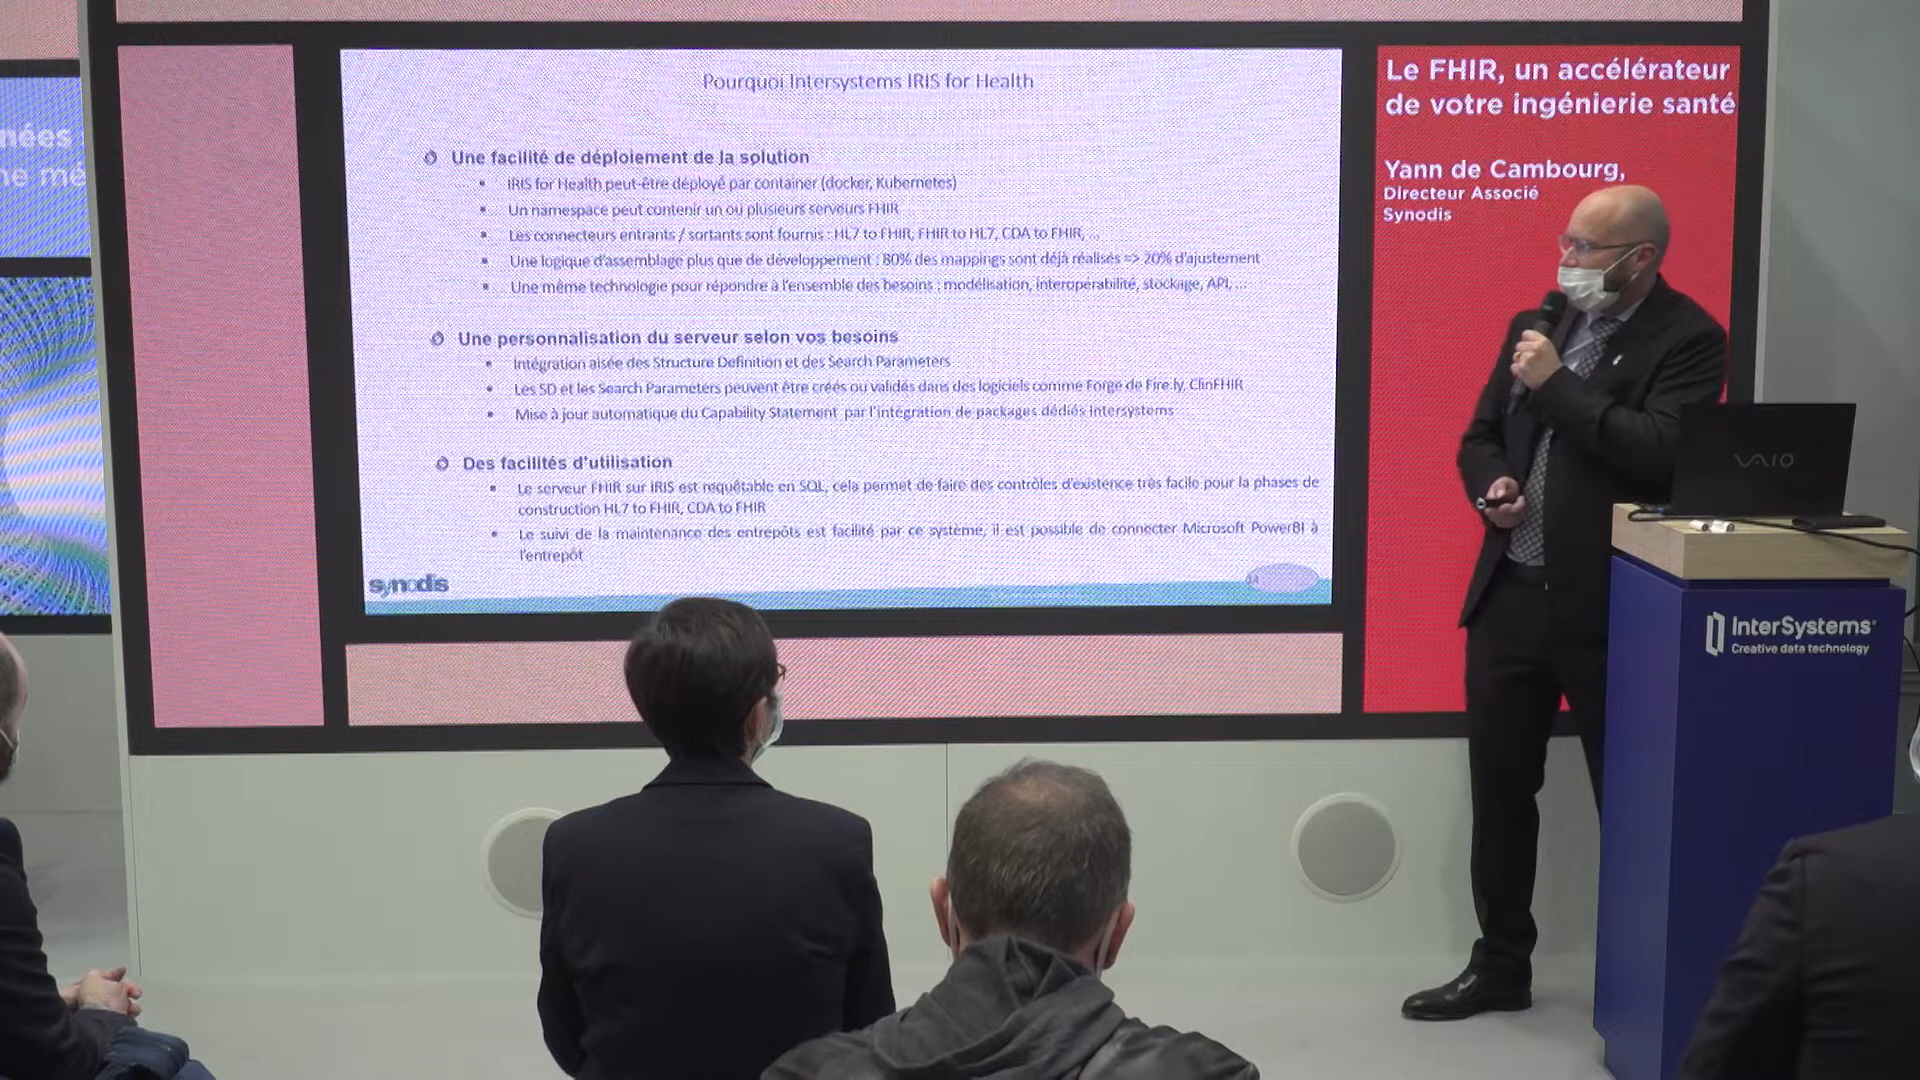 nées
ne mé
Pourquoi Intersystems IRIS for Health
Une facilité de déploiement de la solution
IRIS for Health peut-être déployé par container (docker, Kubernetes)
Un namespace peut contenir un ou plusieurs serveurs FHIR
Les connecteurs entrants / sortants sont fournis : HL7 to FHIR, FHIR to HL7, CDA to FHIR, ...
Une logique d'assemblage plus que de développement : 80% des mappings sont déjà réalisés => 20% d'ajustement
Une même technologie pour répondre à l'ensemble des besoins : modélisation, interopérabilité, stockage, API, ...
Une personnalisation du serveur selon vos besoins
Intégration aisée des Structure Definition et des Search Parameters
Les SD et les Search Parameters peuvent être créés ou validés dans des logiciels comme Forge de Fire.ly, ClinFHIR
Mise à jour automatique du Capability Statement par l'intégration de packages dédiés Intersystems
Des facilités d'utilisation
Le serveur FHIR sur IRIS est requêtable en SQL, cela permet de faire des contrôles d'existence très facile pour la phases de
construction HL7 to FHIR, CDA to FHIR
Le suivi de la maintenance des entrepôts est facilité par ce système, il est possible de connecter Microsoft PowerBI à
l'entrepôt
synodis
Le FHIR, un accélérateur
de votre ingénierie santé
Yann de Cambourg,
Directeur Associé
Synodis
VAIO
InterSystems
Creative data technology